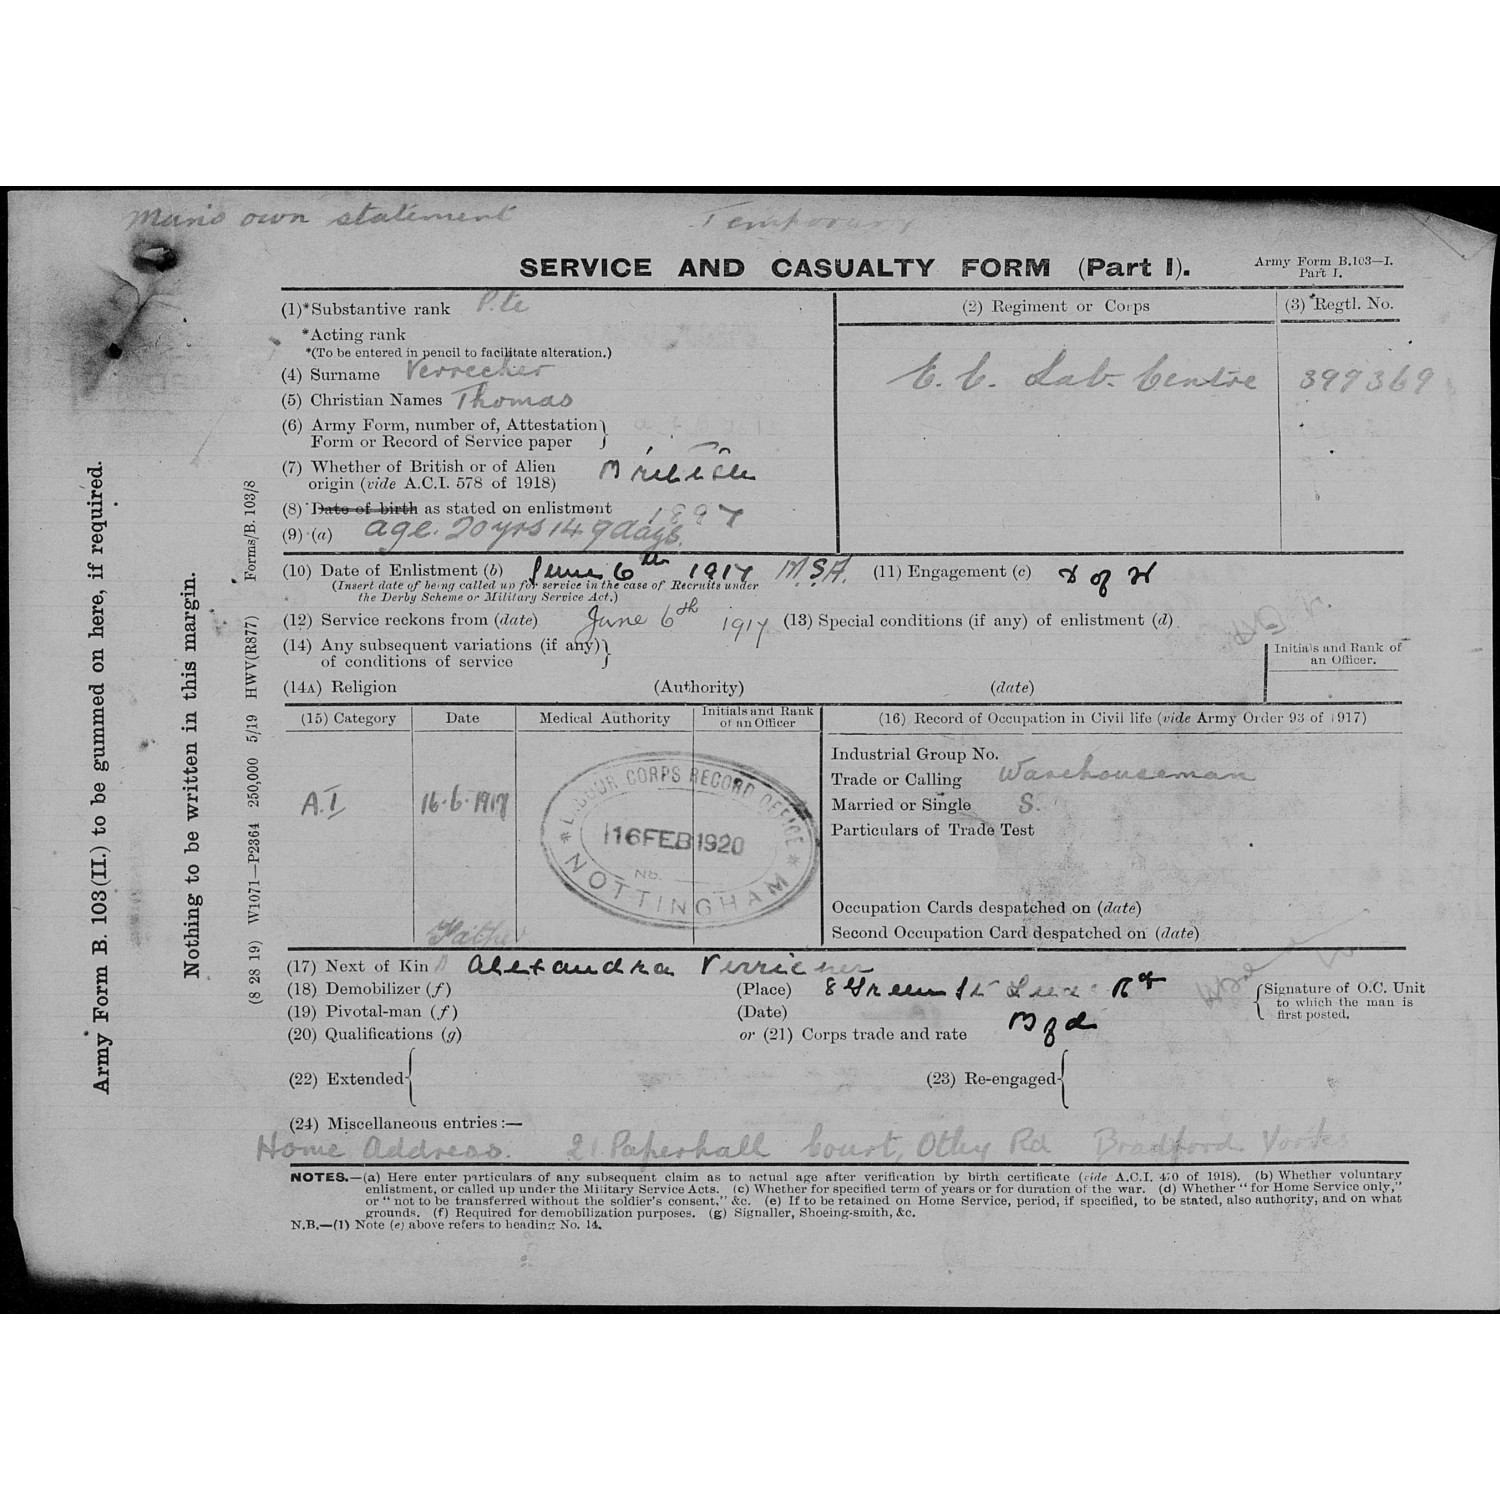 Man's own statement
Temporary
SERVICE AND CASUALTY FORM (Part I).
Army Form B.103—I.
Part I.
(1)*Substantive rank Pte
*Acting rank
*(To be entered in pencil to facilitate alteration.)
(2) Regiment or Corps
(3)*Regtl. No.
E. C. Lab. Centre 399369
(4) Surname Verrecher
(5) Christian Names Thomas
(6) Army Form, number of, Attestation
Form or Record of Service paper
(7) Whether of British or of Alien
origin (vide A.C.I. 578 of 1918) British
(8) Date of birth as stated on enlistment 1897
(9) (a) age. 20 yrs 149 days.
(10) Date of Enlistment (b) June 6th 1917 M.S.A. (11) Engagement (c) D of W
(Insert date of being called up for service in the case of Recruits under
the Derby Scheme or Military Service Act.)
(12) Service reckons from (date) June 6th 1917 (13) Special conditions (if any) of enlistment (d)
(14) Any subsequent variations (if any)
of conditions of service
Initials and Rank of
an Officer.
(14A) Religion (Authority) (date)
(15) Category Date Medical Authority Initials and Rank
of an Officer
(16) Record of Occupation in Civil life (vide Army Order 93 of 1917)
Industrial Group No.
Trade or Calling Warehouseman
Married or Single S.
Particulars of Trade Test
A.I 16-6-1917
LABOUR CORPS RECORD OFFICE
16 FEB 1920
No.
NOTTINGHAM
Occupation Cards despatched on (date)
Second Occupation Card despatched on (date)
Father
(17) Next of Kin Alexandra
(18) Demobilizer (f) (Place) 8 Green St Rd
Bfd
(19) Pivotal-man (f) (Date)
(20) Qualifications (g) or (21) Corps trade and rate
Signature of O.C. Unit
to which the man is
first posted.
(22) Extended (23) Re-engaged
(24) Miscellaneous entries :—
Home Address. 21 Paperhall Court, Otley Rd Bradford Yorks
NOTES.—(a) Here enter particulars of any subsequent claim as to actual age after verification by birth certificate (vide A.C.I. 470 of 1918). (b) Whether voluntary
enlistment, or called up under the Military Service Acts. (c) Whether for specified term of years or for duration of the war. (d) Whether "for Home Service only,"
or "not to be transferred without the soldier's consent," &c. (e) If to be retained on Home Service, period, if specified, to be stated, also authority, and on what
grounds. (f) Required for demobilization purposes. (g) Signaller, Shoeing-smith, &c.
N.B.—(1) Note (e) above refers to heading No. 14.
Army Form B. 103 (II.) to be gummed on here, if required.
Nothing to be written in this margin.
(8 28 19) W1071—P2364 250,000 5/19 HWV(R877) Forms/B. 103/8